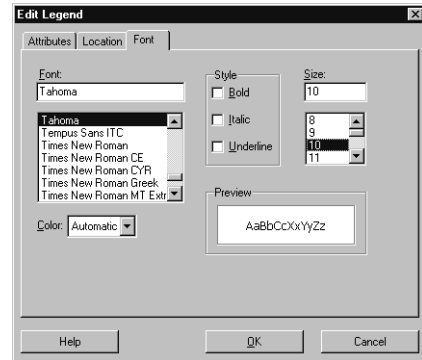 Edit Legend
Attributes Location Font
Font:
Tahoma
Tahoma
Tempus Sans ITC
Times New Roman
Times New Roman CE
Times New Roman CYR
Times New Roman Greek
Times New Roman MT Extr
Color: Automatic
Style
Bold
Italic
Underline
Size:
10
8
9
10
11
Preview
AaBbCcXxYyZz
Help OK Cancel